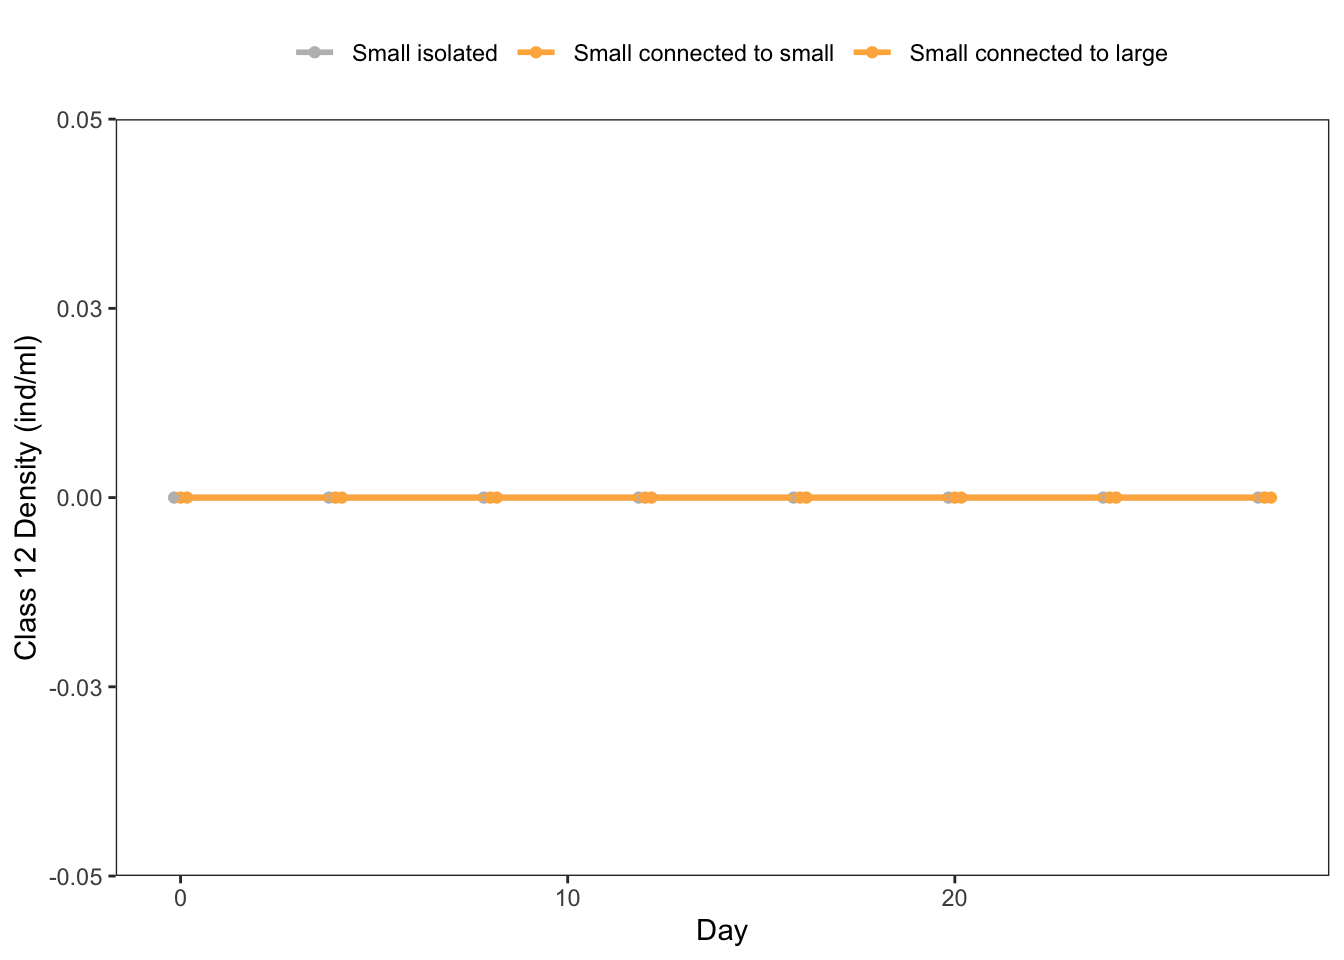 Small isolated Small connected to small Small connected to large
0.05
0.03
0.00
-0.03
-0.05
Class 12 Density (ind/ml)
0 10 20
Day